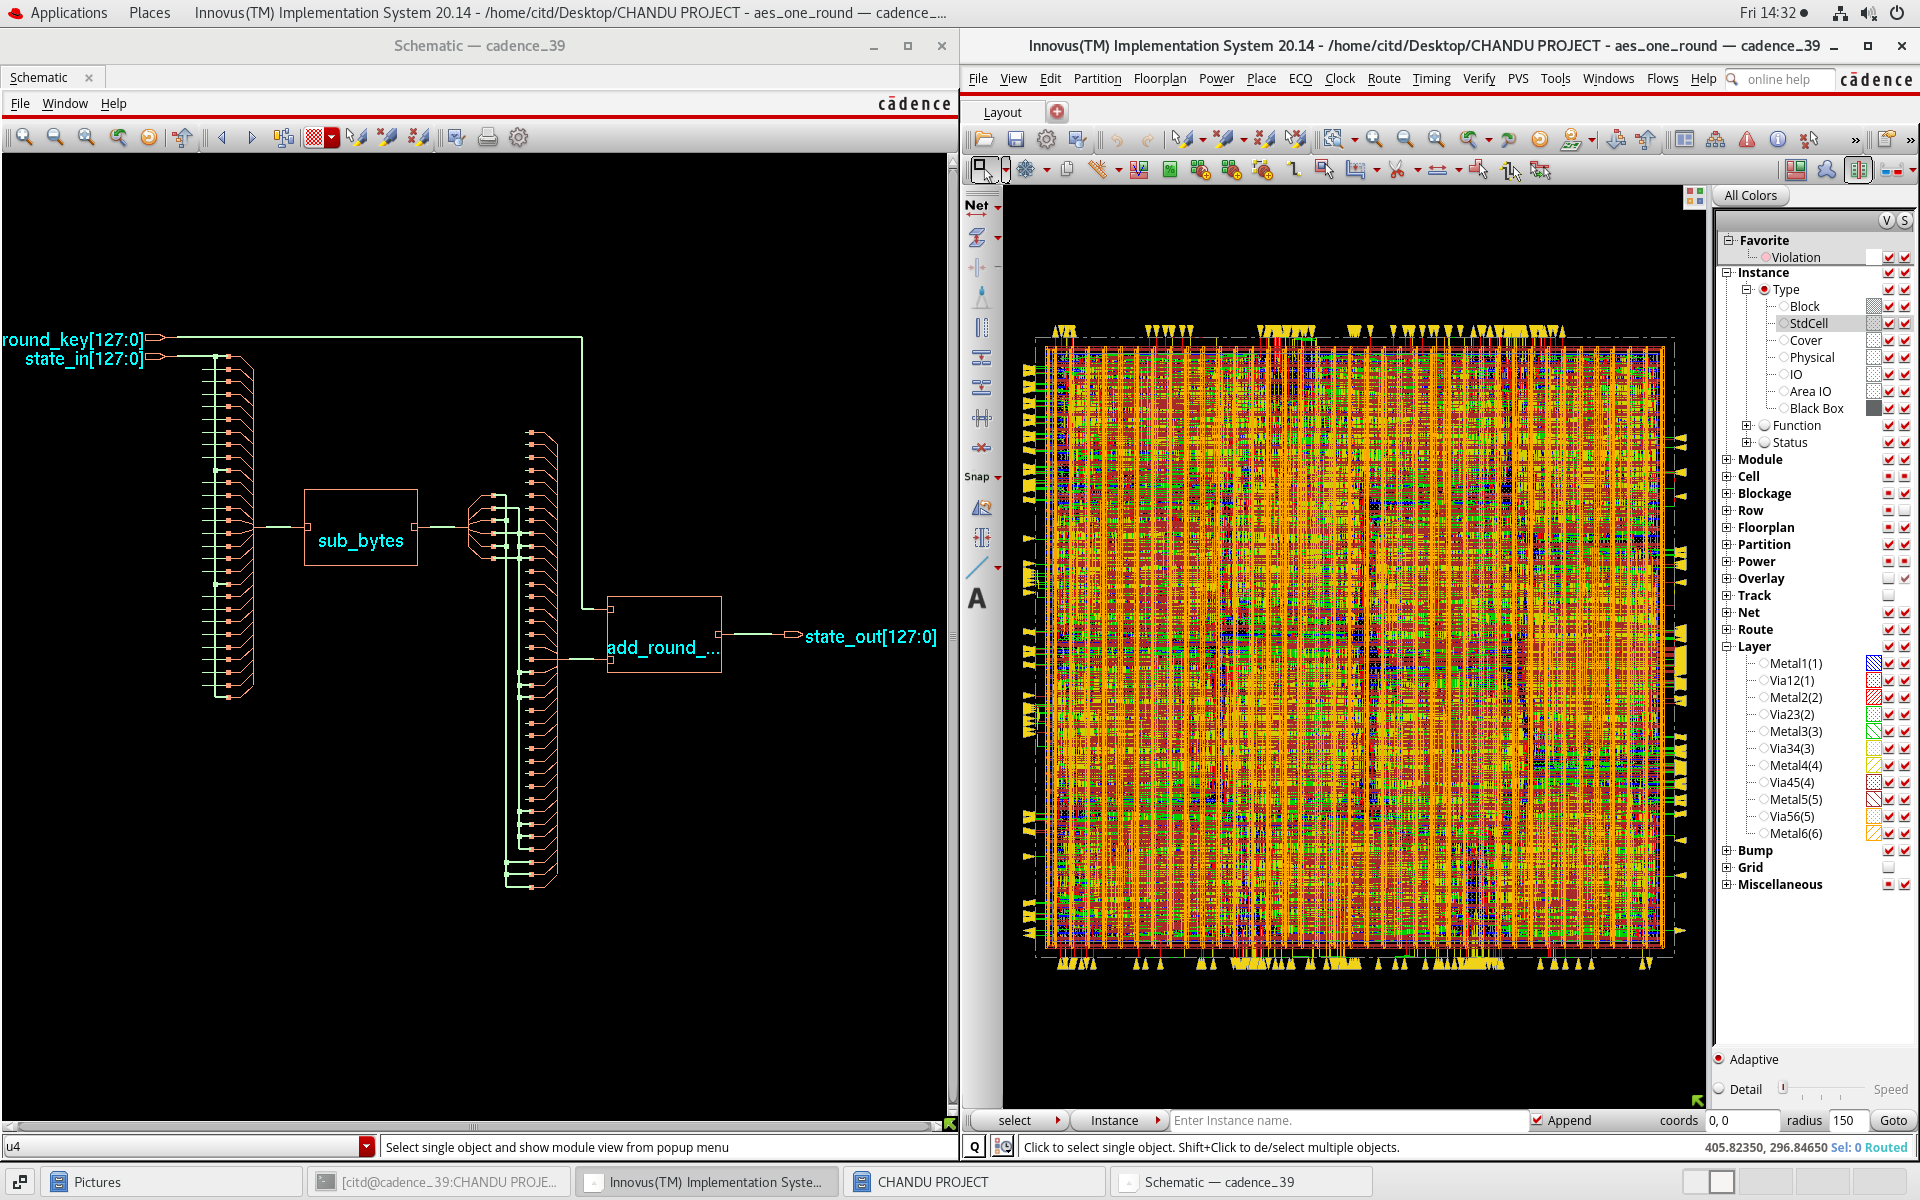 Applications Places Innovus(TM) Implementation System 20.14 - /home/citd/Desktop/CHANDU PROJECT - aes_one_round — cadence_... Fri 14:32
Schematic — cadence_39
Schematic
File Window Help cādence
round_key[127:0]
state_in[127:0]
sub_bytes
add_round_...
state_out[127:0]
u4 Select single object and show module view from popup menu
Innovus(TM) Implementation System 20.14 - /home/citd/Desktop/CHANDU PROJECT - aes_one_round — cadence_39
File View Edit Partition Floorplan Power Place ECO Clock Route Timing Verify PVS Tools Windows Flows Help online help cādence
Layout
Net
Snap
A
All Colors
V S
Favorite
Violation
Instance
Type
Block
StdCell
Cover
Physical
IO
Area IO
Black Box
Function
Status
Module
Cell
Blockage
Row
Floorplan
Partition
Power
Overlay
Track
Net
Route
Layer
Metal1(1)
Via12(1)
Metal2(2)
Via23(2)
Metal3(3)
Via34(3)
Metal4(4)
Via45(4)
Metal5(5)
Via56(5)
Metal6(6)
Bump
Grid
Miscellaneous
Adaptive
Detail Speed
select Instance Enter Instance name. Append coords 0, 0 radius 150 Goto
Q Click to select single object. Shift+Click to de/select multiple objects. 405.82350, 296.84650 Sel: 0 Routed
Pictures [citd@cadence_39:CHANDU PROJE... Innovus(TM) Implementation Syste... CHANDU PROJECT Schematic — cadence_39